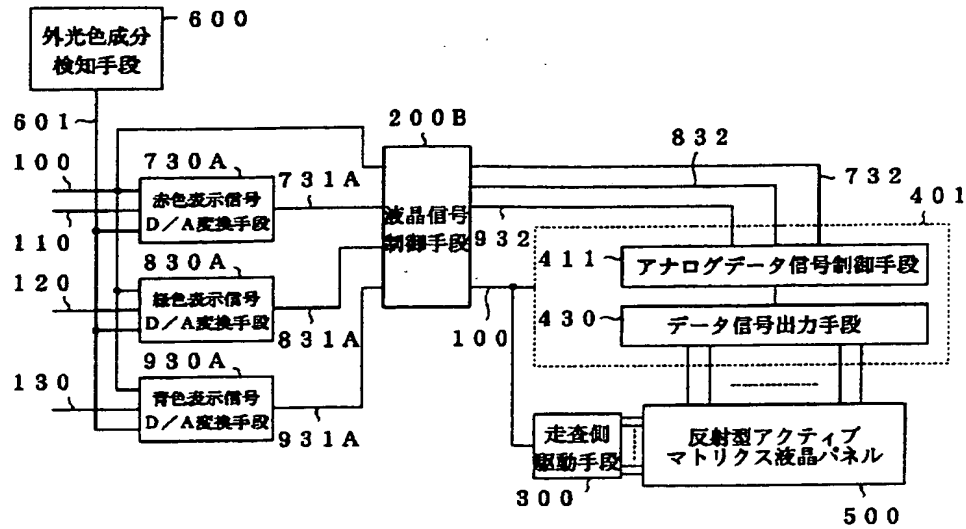 外光色成分
検知手段
600
601
200B
100
730A
731A
赤色表示信号
D/A変換手段
110
832
732
401
液晶信号
制御手段
932
411
アナログデータ信号制御手段
120
830A
緑色表示信号
D/A変換手段
831A
100
430
データ信号出力手段
130
930A
青色表示信号
D/A変換手段
931A
走査側
駆動手段
300
反射型アクティブ
マトリクス液晶パネル
500